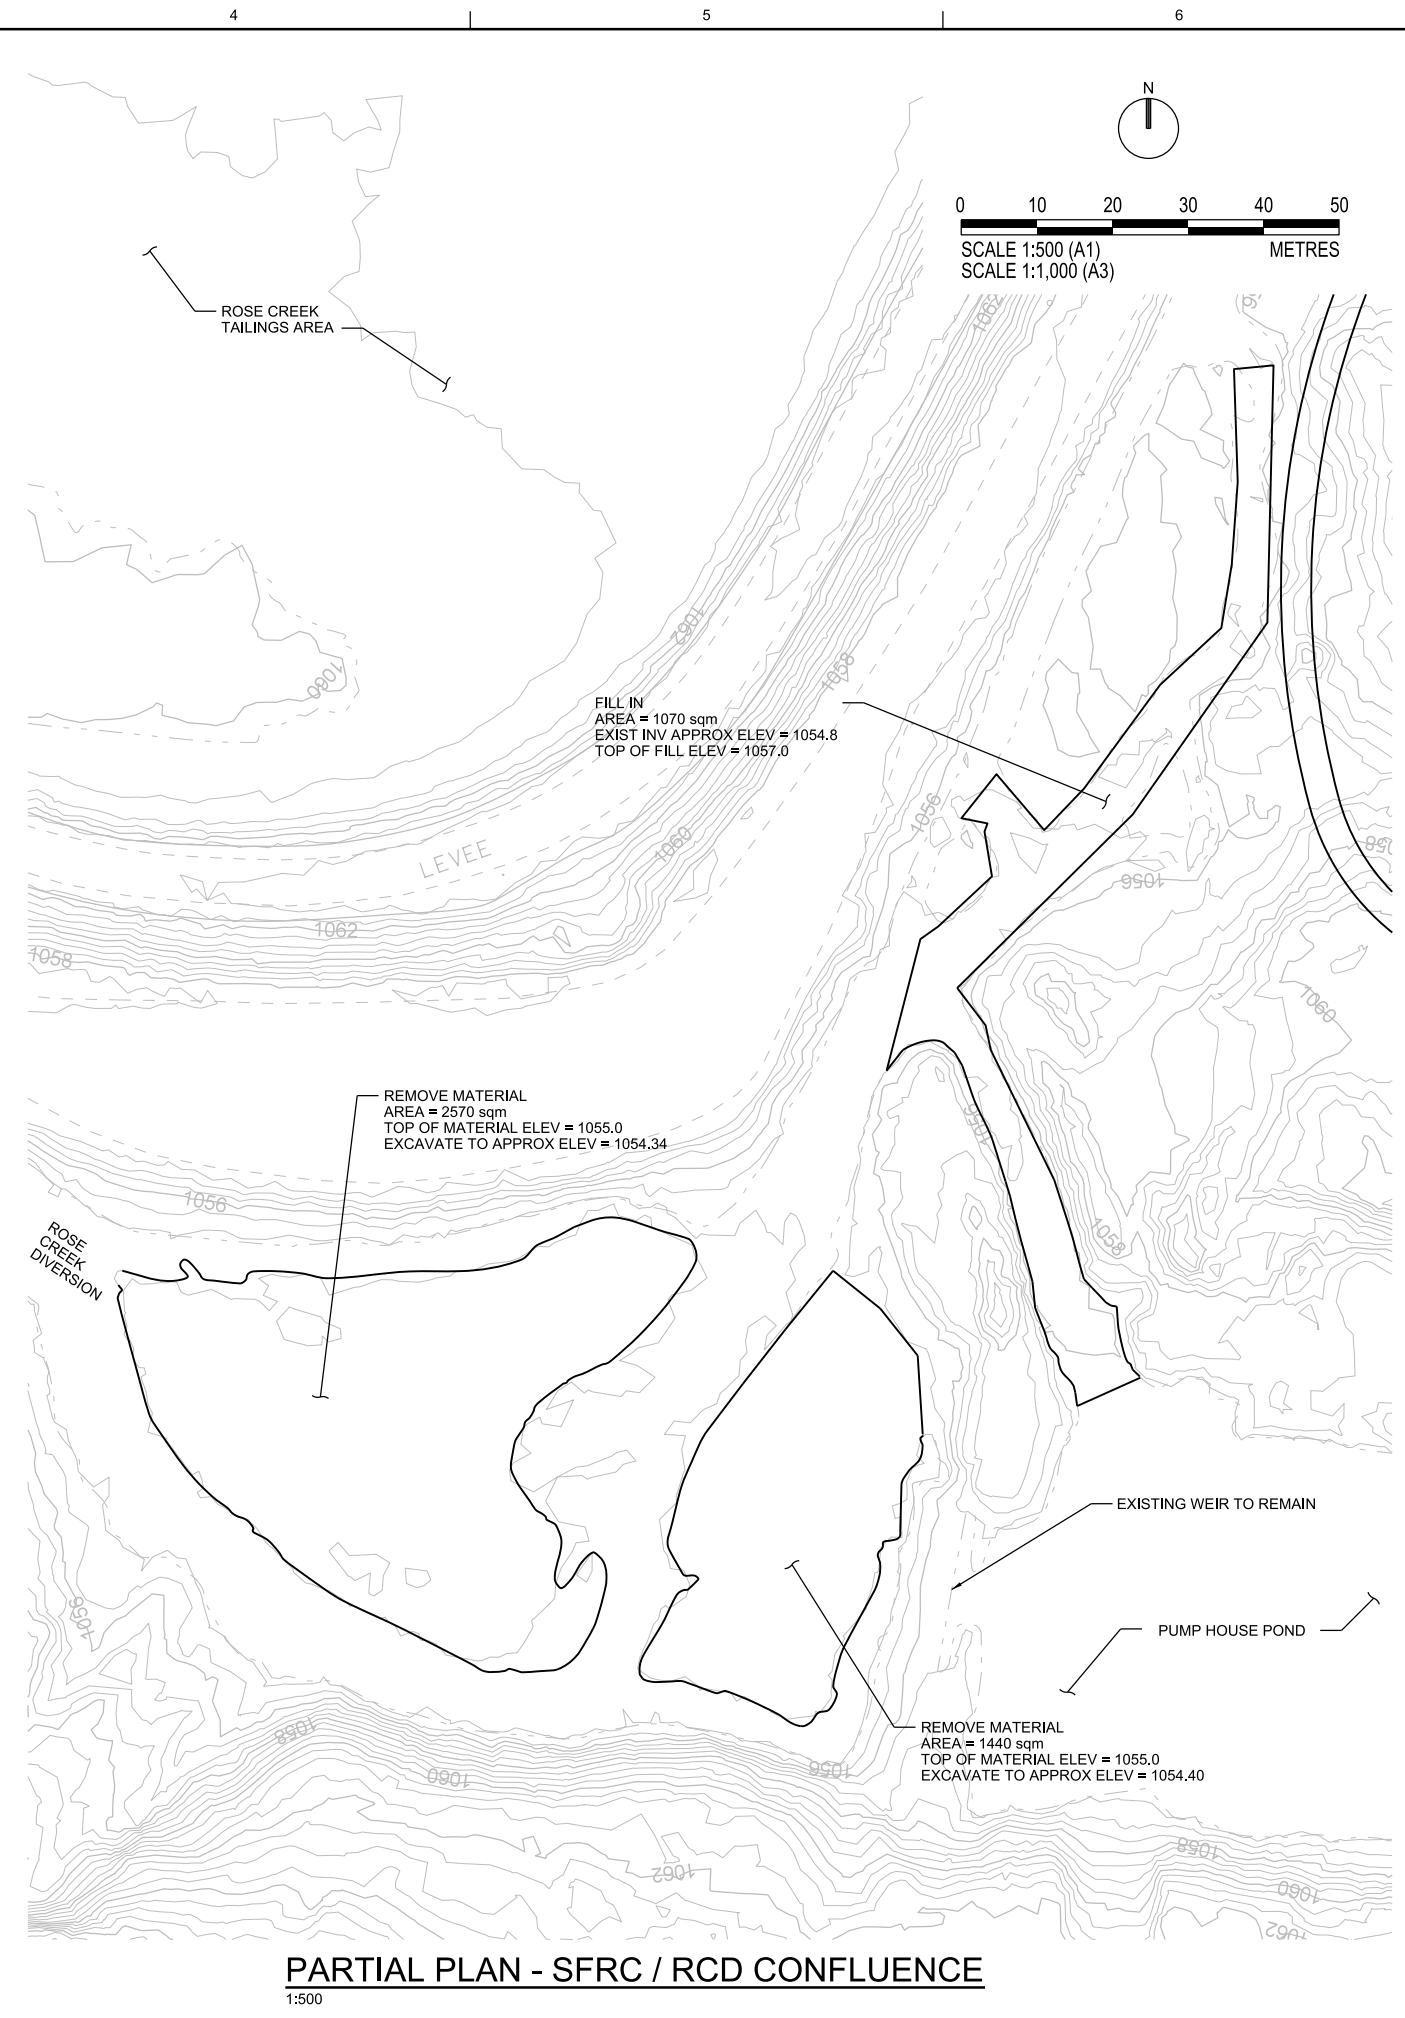 4 5 6
N
0 10 20 30 40 50
SCALE 1:500 (A1) METRES
SCALE 1:1,000 (A3)
ROSE CREEK
TAILINGS AREA
1062
1062
1060
1058
FILL IN
AREA = 1070 sqm
EXIST INV APPROX ELEV = 1054.8
TOP OF FILL ELEV = 1057.0
1056
1060
LEVEE
1056
1062
1058
1060
REMOVE MATERIAL
AREA = 2570 sqm
TOP OF MATERIAL ELEV = 1055.0
EXCAVATE TO APPROX ELEV = 1054.34
1056
1056
1058
ROSE
CREEK
DIVERSION
EXISTING WEIR TO REMAIN
1056
PUMP HOUSE POND
REMOVE MATERIAL
AREA = 1440 sqm
TOP OF MATERIAL ELEV = 1055.0
EXCAVATE TO APPROX ELEV = 1054.40
1058
1060
1056
1062
1058
1060
1062
PARTIAL PLAN - SFRC / RCD CONFLUENCE
1:500